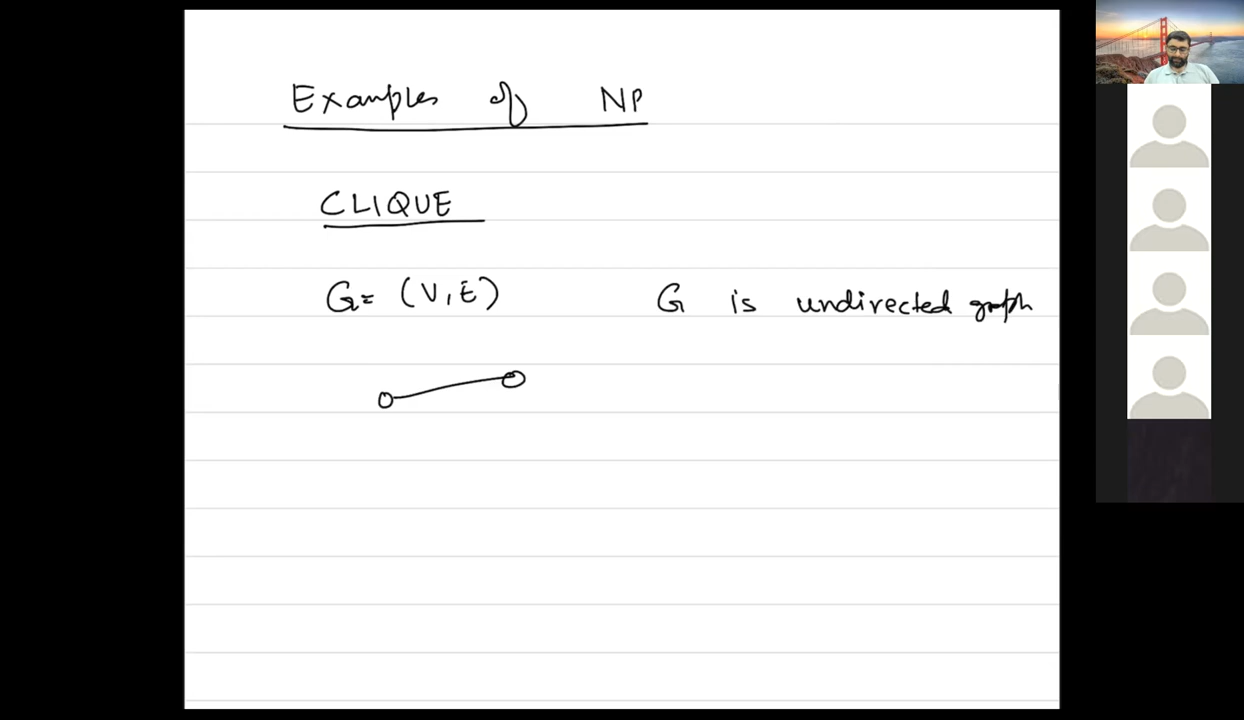 Examples of NP
CLIQUE
G = (V, E) G is undirected graph